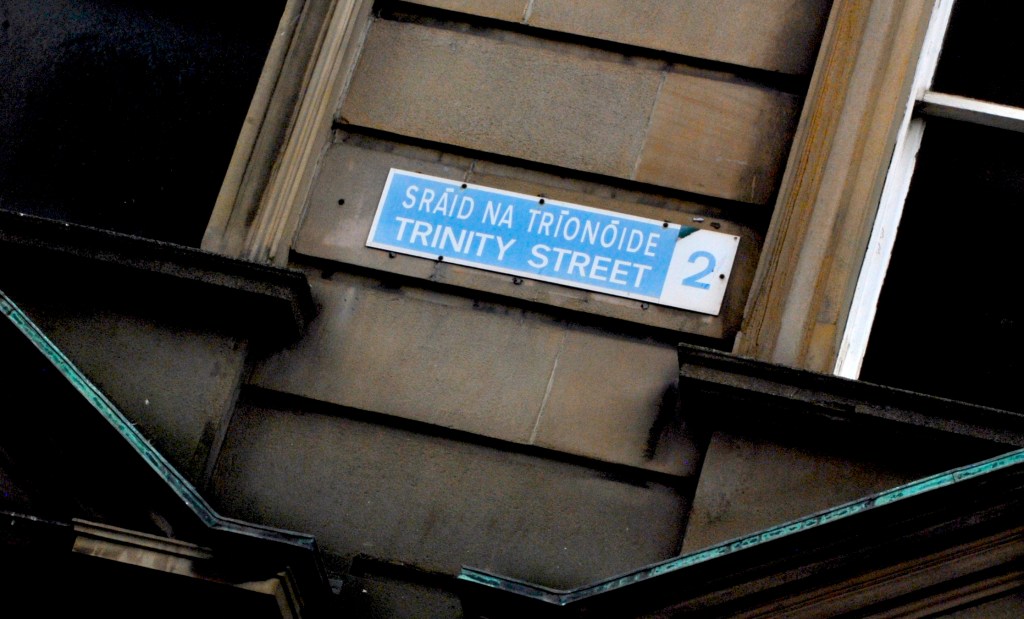 SRÁID NA TRÍONÓIDE
TRINITY STREET
2